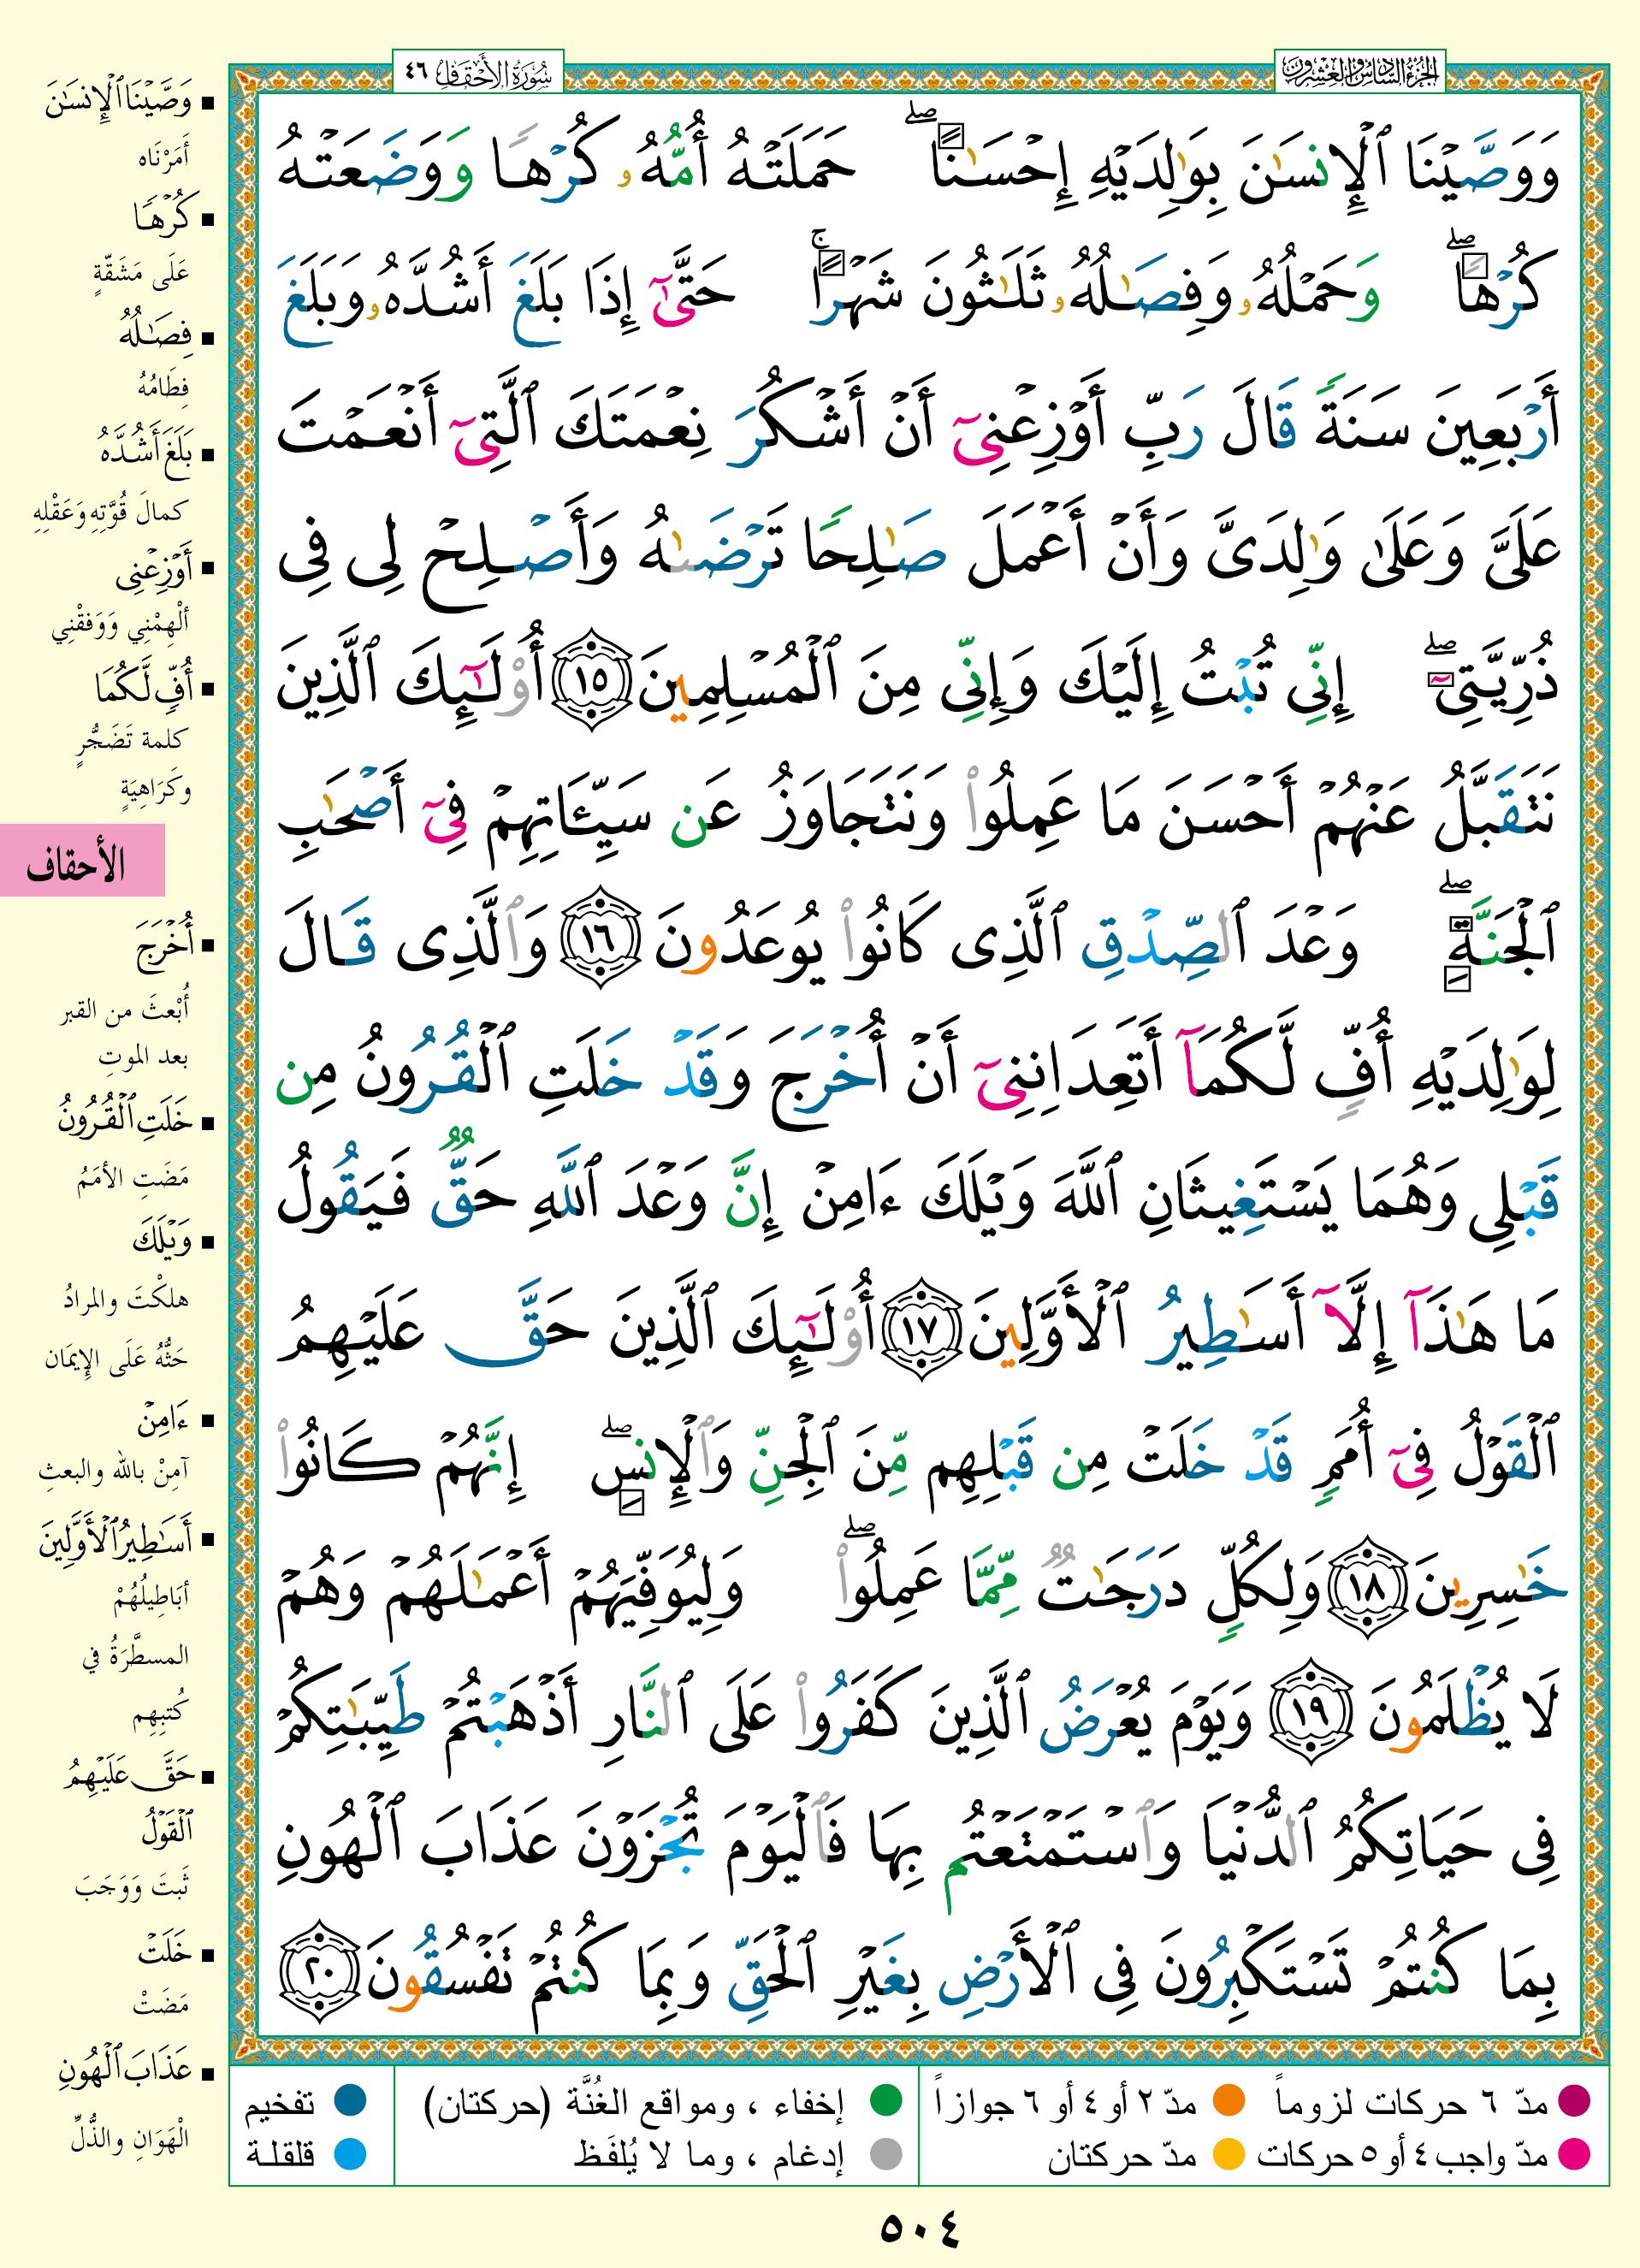 الجزء السادس والعشرون
سورة الأحقاف ٤٦
وَوَصَّيْنَا ٱلْإِنسَٰنَ بِوَٰلِدَيْهِ إِحْسَٰنًا ۖ حَمَلَتْهُ أُمُّهُۥ كُرْهًا وَوَضَعَتْهُ
كُرْهًا ۖ وَحَمْلُهُۥ وَفِصَٰلُهُۥ ثَلَٰثُونَ شَهْرًا ۚ حَتَّىٰٓ إِذَا بَلَغَ أَشُدَّهُۥ وَبَلَغَ
أَرْبَعِينَ سَنَةً قَالَ رَبِّ أَوْزِعْنِىٓ أَنْ أَشْكُرَ نِعْمَتَكَ ٱلَّتِىٓ أَنْعَمْتَ
عَلَىَّ وَعَلَىٰ وَٰلِدَىَّ وَأَنْ أَعْمَلَ صَٰلِحًا تَرْضَىٰهُ وَأَصْلِحْ لِى فِى
ذُرِّيَّتِىٓ ۖ إِنِّى تُبْتُ إِلَيْكَ وَإِنِّى مِنَ ٱلْمُسْلِمِينَ ١٥ أُو۟لَٰٓئِكَ ٱلَّذِينَ
نَتَقَبَّلُ عَنْهُمْ أَحْسَنَ مَا عَمِلُوا۟ وَنَتَجَاوَزُ عَن سَيِّـَٔاتِهِمْ فِىٓ أَصْحَٰبِ
ٱلْجَنَّةِ ۖ وَعْدَ ٱلصِّدْقِ ٱلَّذِى كَانُوا۟ يُوعَدُونَ ١٦ وَٱلَّذِى قَالَ
لِوَٰلِدَيْهِ أُفٍّ لَّكُمَآ أَتَعِدَانِنِىٓ أَنْ أُخْرَجَ وَقَدْ خَلَتِ ٱلْقُرُونُ مِن
قَبْلِى وَهُمَا يَسْتَغِيثَانِ ٱللَّهَ وَيْلَكَ ءَامِنْ إِنَّ وَعْدَ ٱللَّهِ حَقٌّ فَيَقُولُ
مَا هَٰذَآ إِلَّآ أَسَٰطِيرُ ٱلْأَوَّلِينَ ١٧ أُو۟لَٰٓئِكَ ٱلَّذِينَ حَقَّ عَلَيْهِمُ
ٱلْقَوْلُ فِىٓ أُمَمٍ قَدْ خَلَتْ مِن قَبْلِهِم مِّنَ ٱلْجِنِّ وَٱلْإِنسِ ۖ إِنَّهُمْ كَانُوا۟
خَٰسِرِينَ ١٨ وَلِكُلٍّ دَرَجَٰتٌ مِّمَّا عَمِلُوا۟ ۖ وَلِيُوَفِّيَهُمْ أَعْمَٰلَهُمْ وَهُمْ
لَا يُظْلَمُونَ ١٩ وَيَوْمَ يُعْرَضُ ٱلَّذِينَ كَفَرُوا۟ عَلَى ٱلنَّارِ أَذْهَبْتُمْ طَيِّبَٰتِكُمْ
فِى حَيَاتِكُمُ ٱلدُّنْيَا وَٱسْتَمْتَعْتُم بِهَا فَٱلْيَوْمَ تُجْزَوْنَ عَذَابَ ٱلْهُونِ
بِمَا كُنتُمْ تَسْتَكْبِرُونَ فِى ٱلْأَرْضِ بِغَيْرِ ٱلْحَقِّ وَبِمَا كُنتُمْ تَفْسُقُونَ ٢٠
وَصَّيْنَا ٱلْإِنسَٰنَ
أَمَرْنَاه
كُرْهًا
عَلَى مَشَقَّةٍ
فِصَٰلُهُ
فِطَامُهُ
بَلَغَ أَشُدَّهُ
كمالَ قُوَّتِهِ وَعَقْلِهِ
أَوْزِعْنِى
ألْهِمْنِي وَوَفقْنِي
أُفٍّ لَّكُمَا
كلمة تَضَجُّرٍ
وكَرَاهِيَةٍ
الأحقاف
أُخْرَجَ
أُبْعثَ من القبر
بعد الموتِ
خَلَتِ ٱلْقُرُونُ
مَضَتِ الأمَمُ
وَيْلَكَ
هلكْتَ والمرادُ
حَثُّهُ عَلَى الإِيمَان
ءَامِنْ
آمِنْ بالله والبعثِ
أَسَٰطِيرُ ٱلْأَوَّلِينَ
أبَاطِيلُهُمْ
المسطَّرَةُ في
كُتبِهِم
حَقَّ عَلَيْهِمُ
ٱلْقَوْلُ
ثَبتَ وَوَجَبَ
خَلَتْ
مَضَتْ
عَذَابَ ٱلْهُونِ
الْهَوَانِ والذُّلِّ
مدّ ٦ حركات لزوماً
مدّ ٢ أو ٤ أو ٦ جوازاً
إخفاء ، ومواقع الغُنَّة (حركتان)
تفخيم
مدّ واجب ٤ أو ٥ حركات
مدّ حركتان
إدغام ، وما لا يُلفَظ
قلقلة
٥٠٤